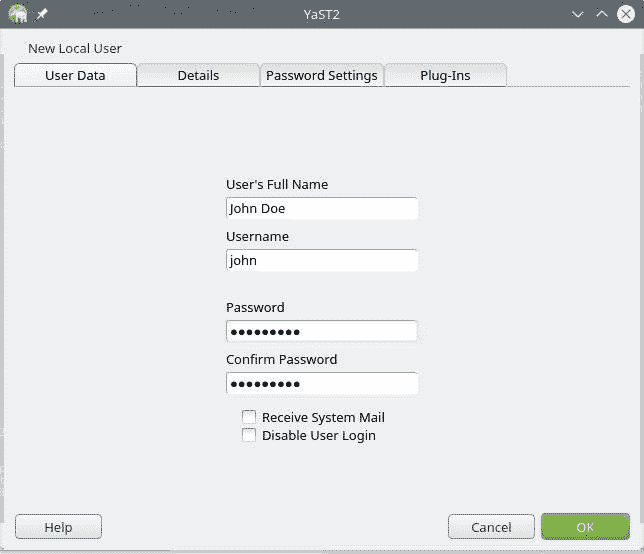 YaST2
New Local User
User Data Details Password Settings Plug-Ins
User's Full Name
John Doe
Username
john
Password
●●●●●●●●●
Confirm Password
●●●●●●●●●
Receive System Mail
Disable User Login
Help Cancel OK